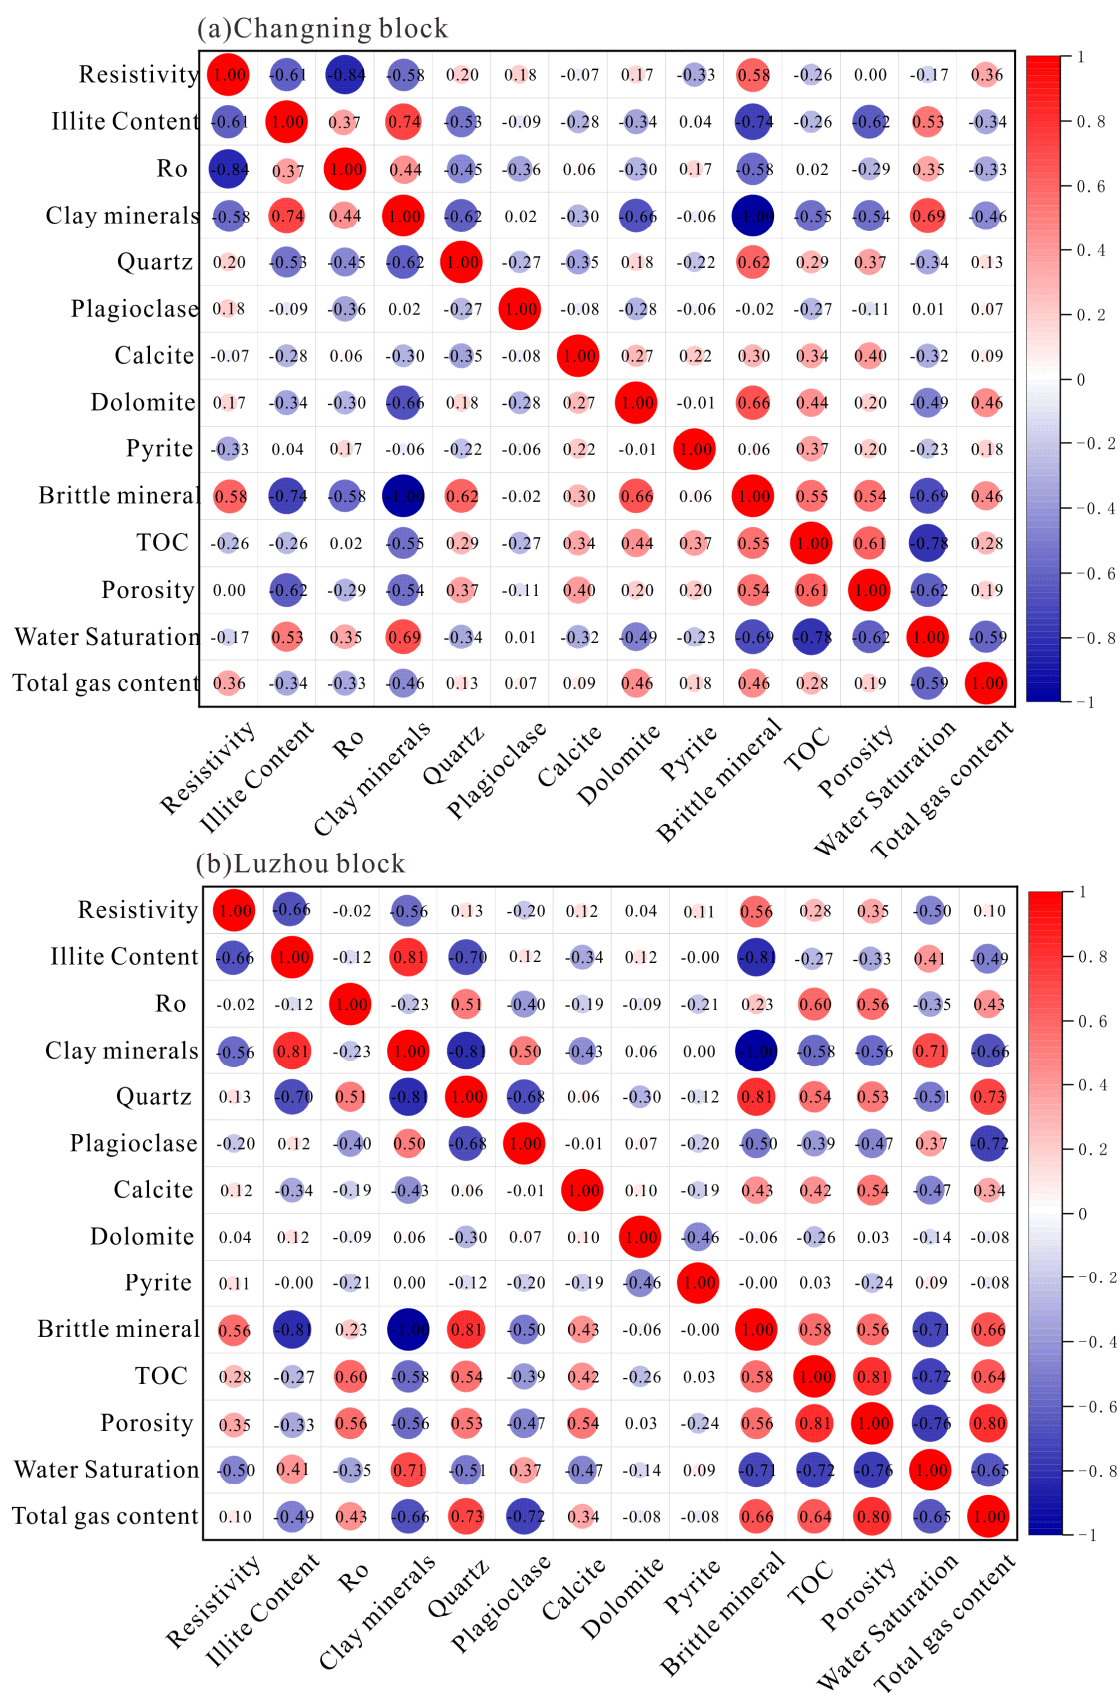 (a)Changning block
Resistivity 1.00 -0.61 -0.84 -0.58 0.20 0.18 -0.07 0.17 -0.33 0.58 -0.26 0.00 -0.17 0.36
Illite Content -0.61 1.00 0.37 0.74 -0.53 -0.09 -0.28 -0.34 0.04 -0.74 -0.26 -0.62 0.53 -0.34
Ro -0.84 0.37 1.00 0.44 -0.45 -0.36 0.06 -0.30 0.17 -0.58 0.02 -0.29 0.35 -0.33
Clay minerals -0.58 0.74 0.44 1.00 -0.62 0.02 -0.30 -0.66 -0.06 -1.00 -0.55 -0.54 0.69 -0.46
Quartz 0.20 -0.53 -0.45 -0.62 1.00 -0.27 -0.35 0.18 -0.22 0.62 0.29 0.37 -0.34 0.13
Plagioclase 0.18 -0.09 -0.36 0.02 -0.27 1.00 -0.08 -0.28 -0.06 -0.02 -0.27 -0.11 0.01 0.07
Calcite -0.07 -0.28 0.06 -0.30 -0.35 -0.08 1.00 0.27 0.22 0.30 0.34 0.40 -0.32 0.09
Dolomite 0.17 -0.34 -0.30 -0.66 0.18 -0.28 0.27 1.00 -0.01 0.66 0.44 0.20 -0.49 0.46
Pyrite -0.33 0.04 0.17 -0.06 -0.22 -0.06 0.22 -0.01 1.00 0.06 0.37 0.20 -0.23 0.18
Brittle mineral 0.58 -0.74 -0.58 -1.00 0.62 -0.02 0.30 0.66 0.06 1.00 0.55 0.54 -0.69 0.46
TOC -0.26 -0.26 0.02 -0.55 0.29 -0.27 0.34 0.44 0.37 0.55 1.00 0.61 -0.78 0.28
Porosity 0.00 -0.62 -0.29 -0.54 0.37 -0.11 0.40 0.20 0.20 0.54 0.61 1.00 -0.62 0.19
Water Saturation -0.17 0.53 0.35 0.69 -0.34 0.01 -0.32 -0.49 -0.23 -0.69 -0.78 -0.62 1.00 -0.59
Total gas content 0.36 -0.34 -0.33 -0.46 0.13 0.07 0.09 0.46 0.18 0.46 0.28 0.19 -0.59 1.00
Resistivity Illite Content Ro Clay minerals Quartz Plagioclase Calcite Dolomite Pyrite Brittle mineral TOC Porosity Water Saturation Total gas content
1
0.8
0.6
0.4
0.2
0
-0.2
-0.4
-0.6
-0.8
-1
(b)Luzhou block
Resistivity 1.00 -0.66 -0.02 -0.56 0.13 -0.20 0.12 0.04 0.11 0.56 0.28 0.35 -0.50 0.10
Illite Content -0.66 1.00 -0.12 0.81 -0.70 0.12 -0.34 0.12 -0.00 -0.81 -0.27 -0.33 0.41 -0.49
Ro -0.02 -0.12 1.00 -0.23 0.51 -0.40 -0.19 -0.09 -0.21 0.23 0.60 0.56 -0.35 0.43
Clay minerals -0.56 0.81 -0.23 1.00 -0.81 0.50 -0.43 0.06 0.00 -1.00 -0.58 -0.56 0.71 -0.66
Quartz 0.13 -0.70 0.51 -0.81 1.00 -0.68 0.06 -0.30 -0.12 0.81 0.54 0.53 -0.51 0.73
Plagioclase -0.20 0.12 -0.40 0.50 -0.68 1.00 -0.01 0.07 -0.20 -0.50 -0.39 -0.47 0.37 -0.72
Calcite 0.12 -0.34 -0.19 -0.43 0.06 -0.01 1.00 0.10 -0.19 0.43 0.42 0.54 -0.47 0.34
Dolomite 0.04 0.12 -0.09 0.06 -0.30 0.07 0.10 1.00 -0.46 -0.06 -0.26 0.03 -0.14 -0.08
Pyrite 0.11 -0.00 -0.21 0.00 -0.12 -0.20 -0.19 -0.46 1.00 -0.00 0.03 -0.24 0.09 -0.08
Brittle mineral 0.56 -0.81 0.23 -1.00 0.81 -0.50 0.43 -0.06 -0.00 1.00 0.58 0.56 -0.71 0.66
TOC 0.28 -0.27 0.60 -0.58 0.54 -0.39 0.42 -0.26 0.03 0.58 1.00 0.81 -0.72 0.64
Porosity 0.35 -0.33 0.56 -0.56 0.53 -0.47 0.54 0.03 -0.24 0.56 0.81 1.00 -0.76 0.80
Water Saturation -0.50 0.41 -0.35 0.71 -0.51 0.37 -0.47 -0.14 0.09 -0.71 -0.72 -0.76 1.00 -0.65
Total gas content 0.10 -0.49 0.43 -0.66 0.73 -0.72 0.34 -0.08 -0.08 0.66 0.64 0.80 -0.65 1.00
Resistivity Illite Content Ro Clay minerals Quartz Plagioclase Calcite Dolomite Pyrite Brittle mineral TOC Porosity Water Saturation Total gas content
1
0.8
0.6
0.4
0.2
0
-0.2
-0.4
-0.6
-0.8
-1